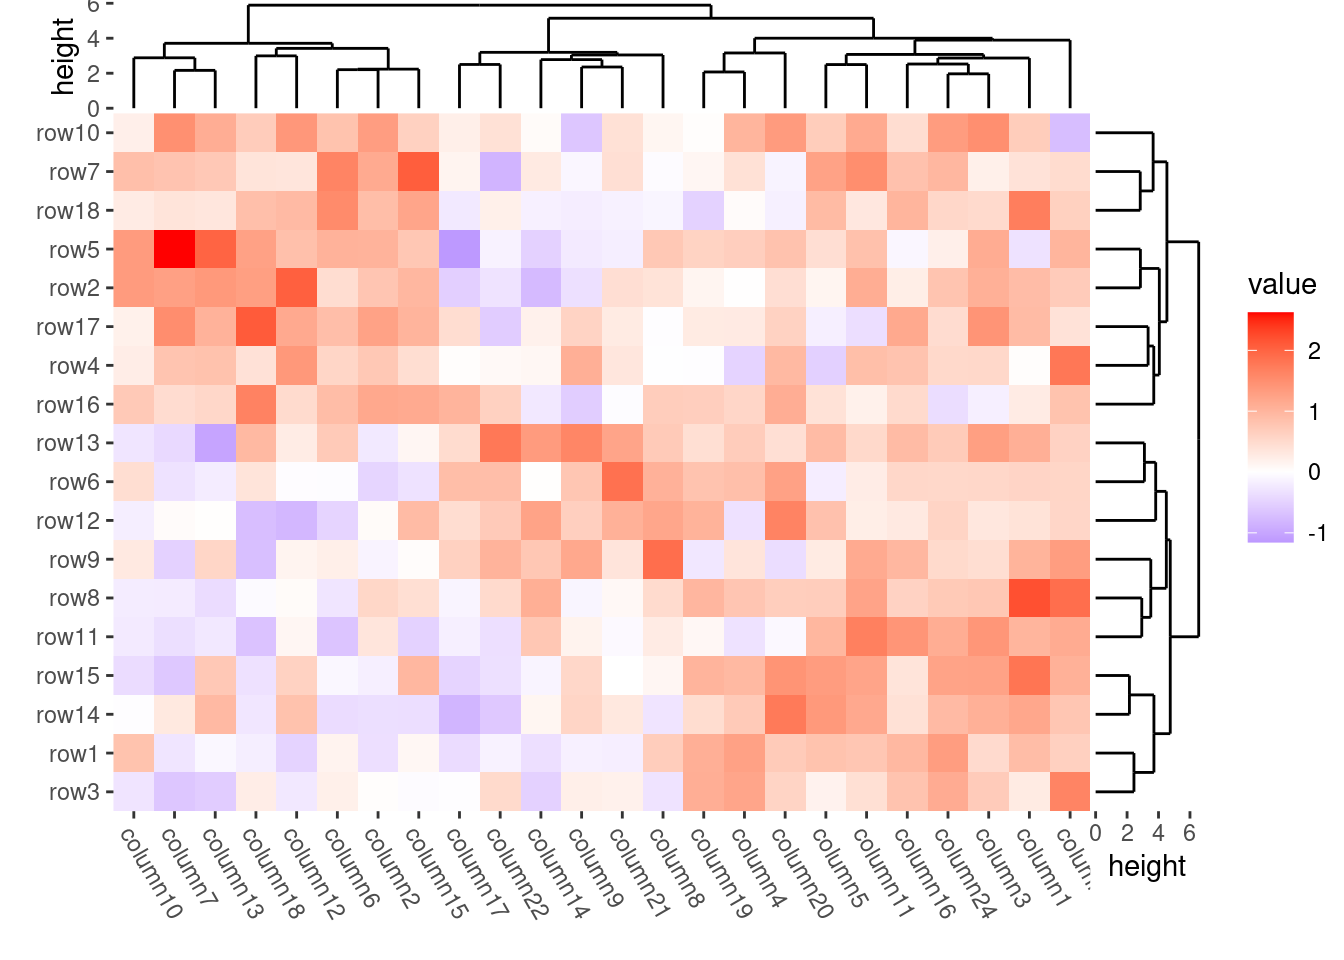 6
4
2
0
height
row10
row7
row18
row5
row2
row17
row4
row16
row13
row6
row12
row9
row8
row11
row15
row14
row1
row3
column10
column7
column13
column18
column12
column6
column2
column15
column17
column22
column14
column9
column21
column8
column19
column4
column20
column5
column11
column16
column24
column3
column1
0 2 4 6
height
value
2
1
0
-1